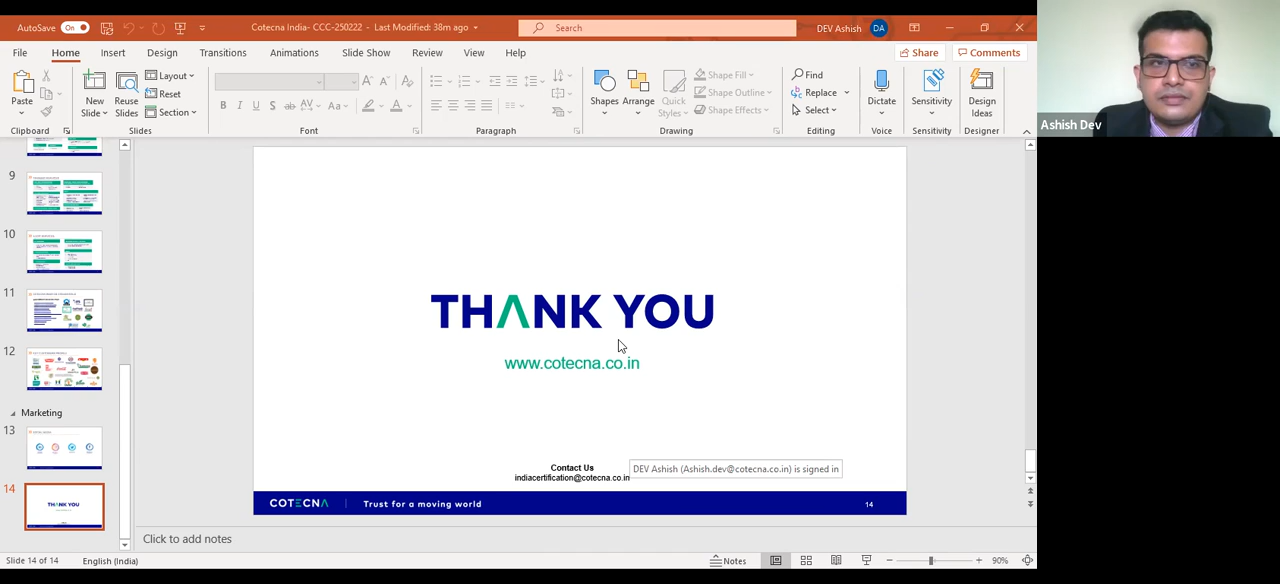 AutoSave On
Cotecna India- CCC-250222 - Last Modified: 38m ago
Search
DEV Ashish DA
File Home Insert Design Transitions Animations Slide Show Review View Help
Share Comments
Paste
New Slide
Reuse Slides
Layout
Reset
Section
B I U S ab AV Aa A
Shapes Arrange Quick Styles
Shape Fill
Shape Outline
Shape Effects
Find
Replace
Select
Dictate Sensitivity Design Ideas
Clipboard Slides Font Paragraph Drawing Editing Voice Sensitivity Designer
Ashish Dev
9
10
11
12
Marketing
13
14
THANK YOU
THANK YOU
www.cotecna.co.in
Contact Us
indiacertification@cotecna.co.in
DEV Ashish (Ashish.dev@cotecna.co.in) is signed in
COTECNA Trust for a moving world 14
Click to add notes
Slide 14 of 14 English (India) Notes 90%